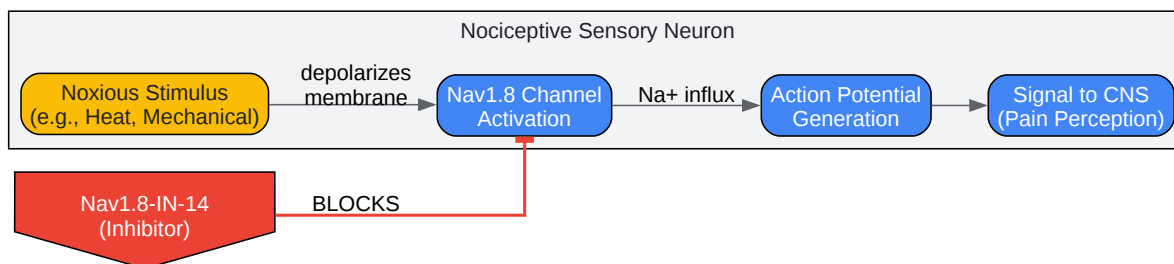 Nociceptive Sensory Neuron
Noxious Stimulus
(e.g., Heat, Mechanical)
depolarizes
membrane
Nav1.8 Channel
Activation
Na+ influx
Action Potential
Generation
Signal to CNS
(Pain Perception)
Nav1.8-IN-14
(Inhibitor)
BLOCKS